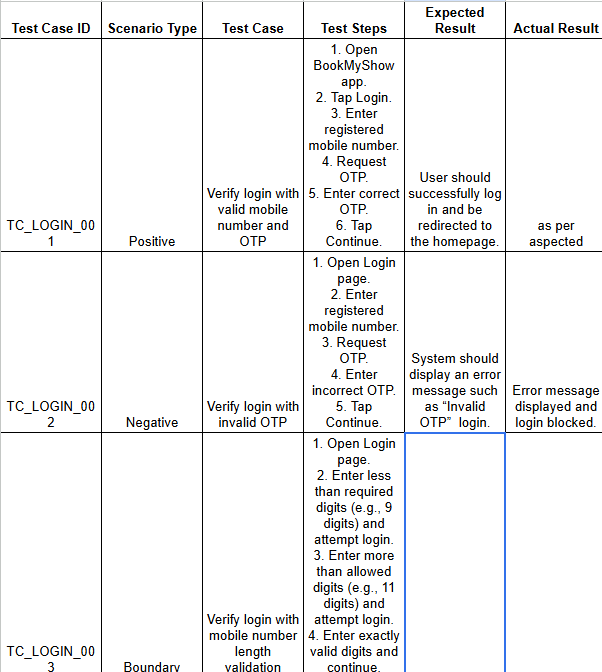 Test Case ID
Scenario Type
Test Case
Test Steps
Expected
Result
Actual Result
TC_LOGIN_00
1
Positive
Verify login with
valid mobile
number and
OTP
1. Open
BookMyShow
app.
2. Tap Login.
3. Enter
registered
mobile number.
4. Request
OTP.
5. Enter correct
OTP.
6. Tap
Continue.
User should
successfully log
in and be
redirected to
the homepage.
as per
aspected
TC_LOGIN_00
2
Negative
Verify login with
invalid OTP
1. Open Login
page.
2. Enter
registered
mobile number.
3. Request
OTP.
4. Enter
incorrect OTP.
5. Tap
Continue.
System should
display an error
message such
as “Invalid
OTP” login.
Error message
displayed and
login blocked.
TC_LOGIN_00
3
Boundary
Verify login with
mobile number
length
validation
1. Open Login
page.
2. Enter less
than required
digits (e.g., 9
digits) and
attempt login.
3. Enter more
than allowed
digits (e.g., 11
digits) and
attempt login.
4. Enter exactly
valid digits and
continue.